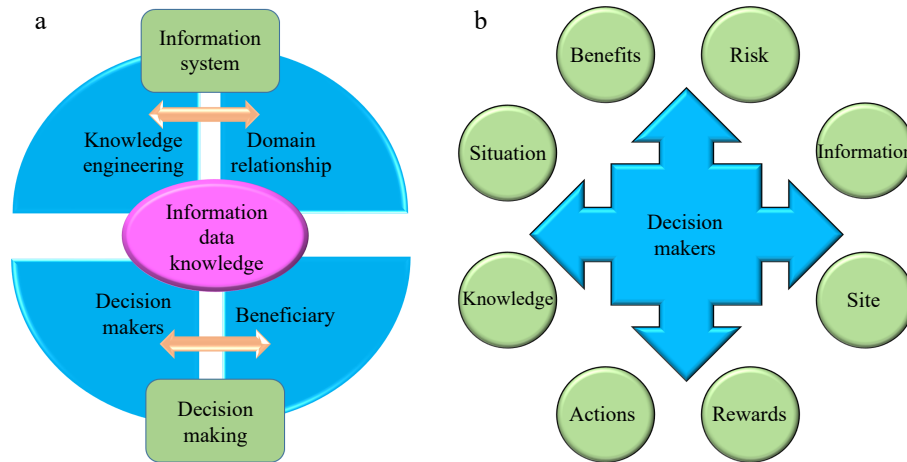 a
Information
system
Knowledge
engineering
Domain
relationship
Information
data
knowledge
Decision
makers
Beneficiary
Decision
making
b
Benefits
Risk
Situation
Information
Decision
makers
Knowledge
Site
Actions
Rewards